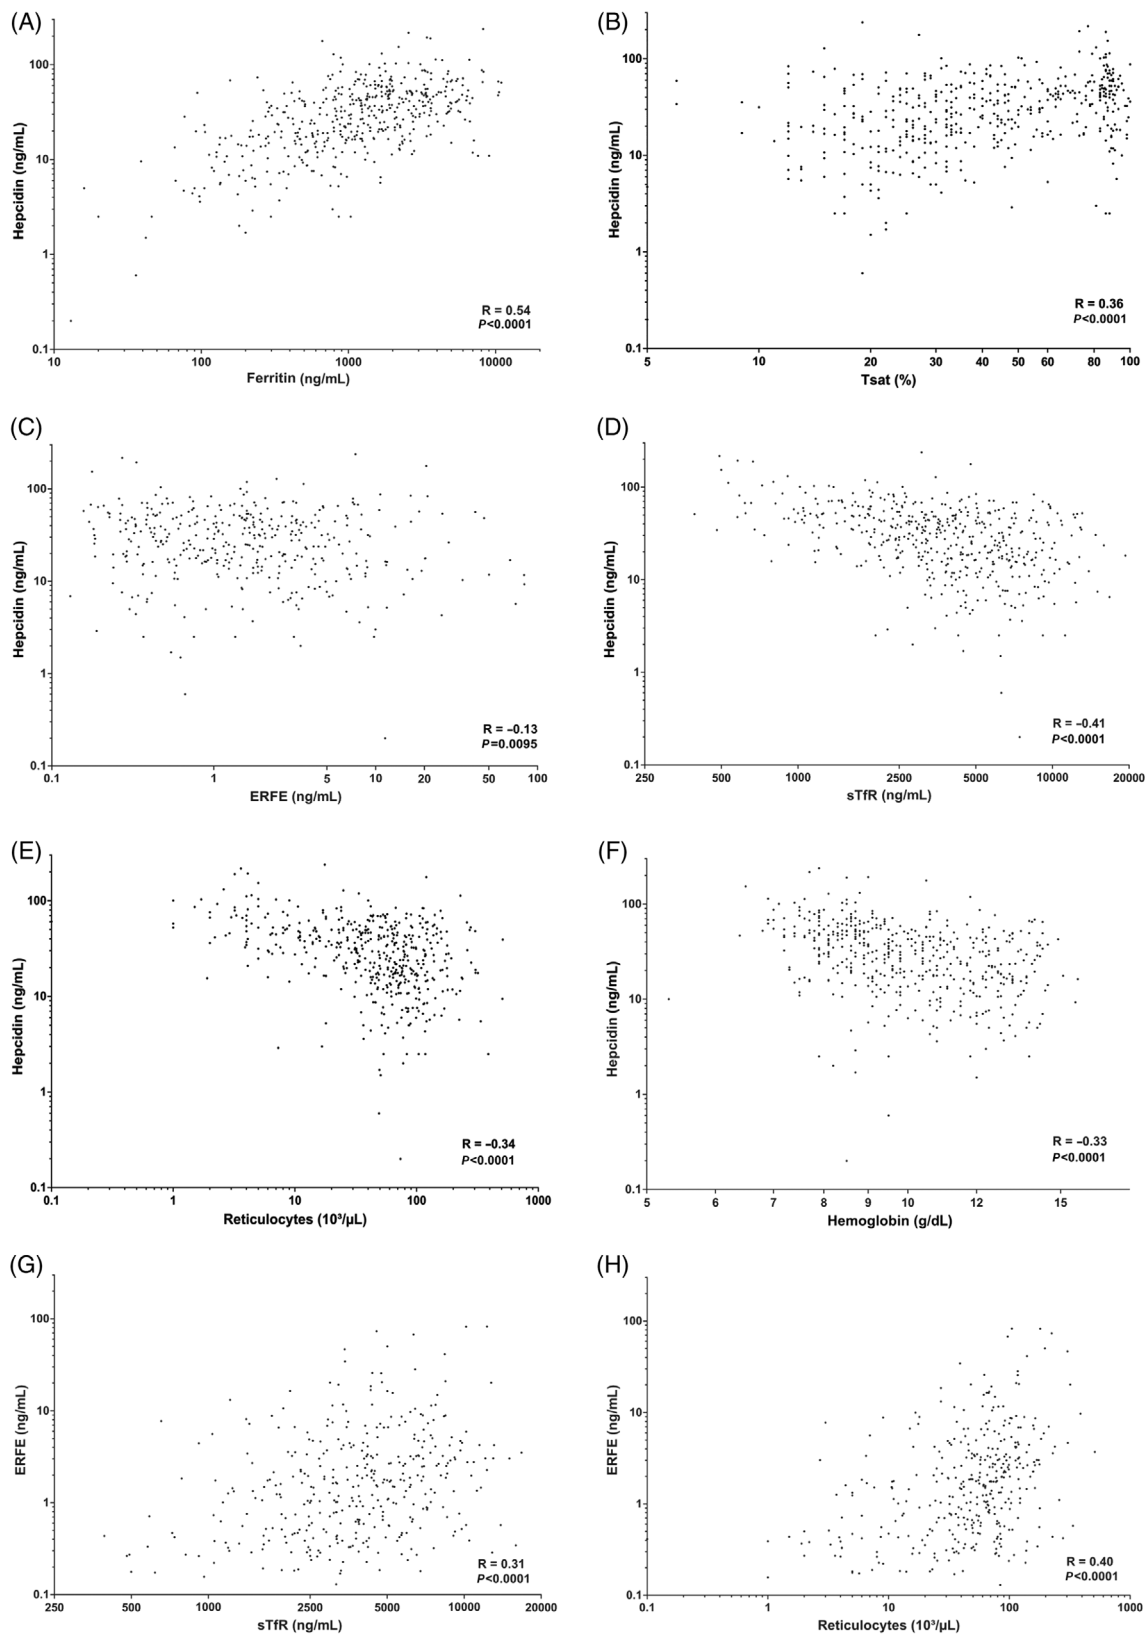 (A)
100
10
1
0.1
Hepcidin (ng/mL)
R = 0.54
P<0.0001
10 100 1000 10000
Ferritin (ng/mL)
(B)
100
10
1
0.1
Hepcidin (ng/mL)
R = 0.36
P<0.0001
5 10 20 30 40 50 60 80 100
Tsat (%)
(C)
100
10
1
0.1
Hepcidin (ng/mL)
R = –0.13
P=0.0095
0.1 1 5 10 20 50 100
ERFE (ng/mL)
(D)
100
10
1
0.1
Hepcidin (ng/mL)
R = –0.41
P<0.0001
250 500 1000 2500 5000 10000 20000
sTfR (ng/mL)
(E)
100
10
1
0.1
Hepcidin (ng/mL)
R = –0.34
P<0.0001
0.1 1 10 100 1000
Reticulocytes (10³/µL)
(F)
100
10
1
0.1
Hepcidin (ng/mL)
R = –0.33
P<0.0001
5 6 7 8 9 10 12 15
Hemoglobin (g/dL)
(G)
100
10
1
0.1
ERFE (ng/mL)
R = 0.31
P<0.0001
250 500 1000 2500 5000 10000 20000
sTfR (ng/mL)
(H)
100
10
1
0.1
ERFE (ng/mL)
R = 0.40
P<0.0001
0.1 1 10 100 1000
Reticulocytes (10³/µL)